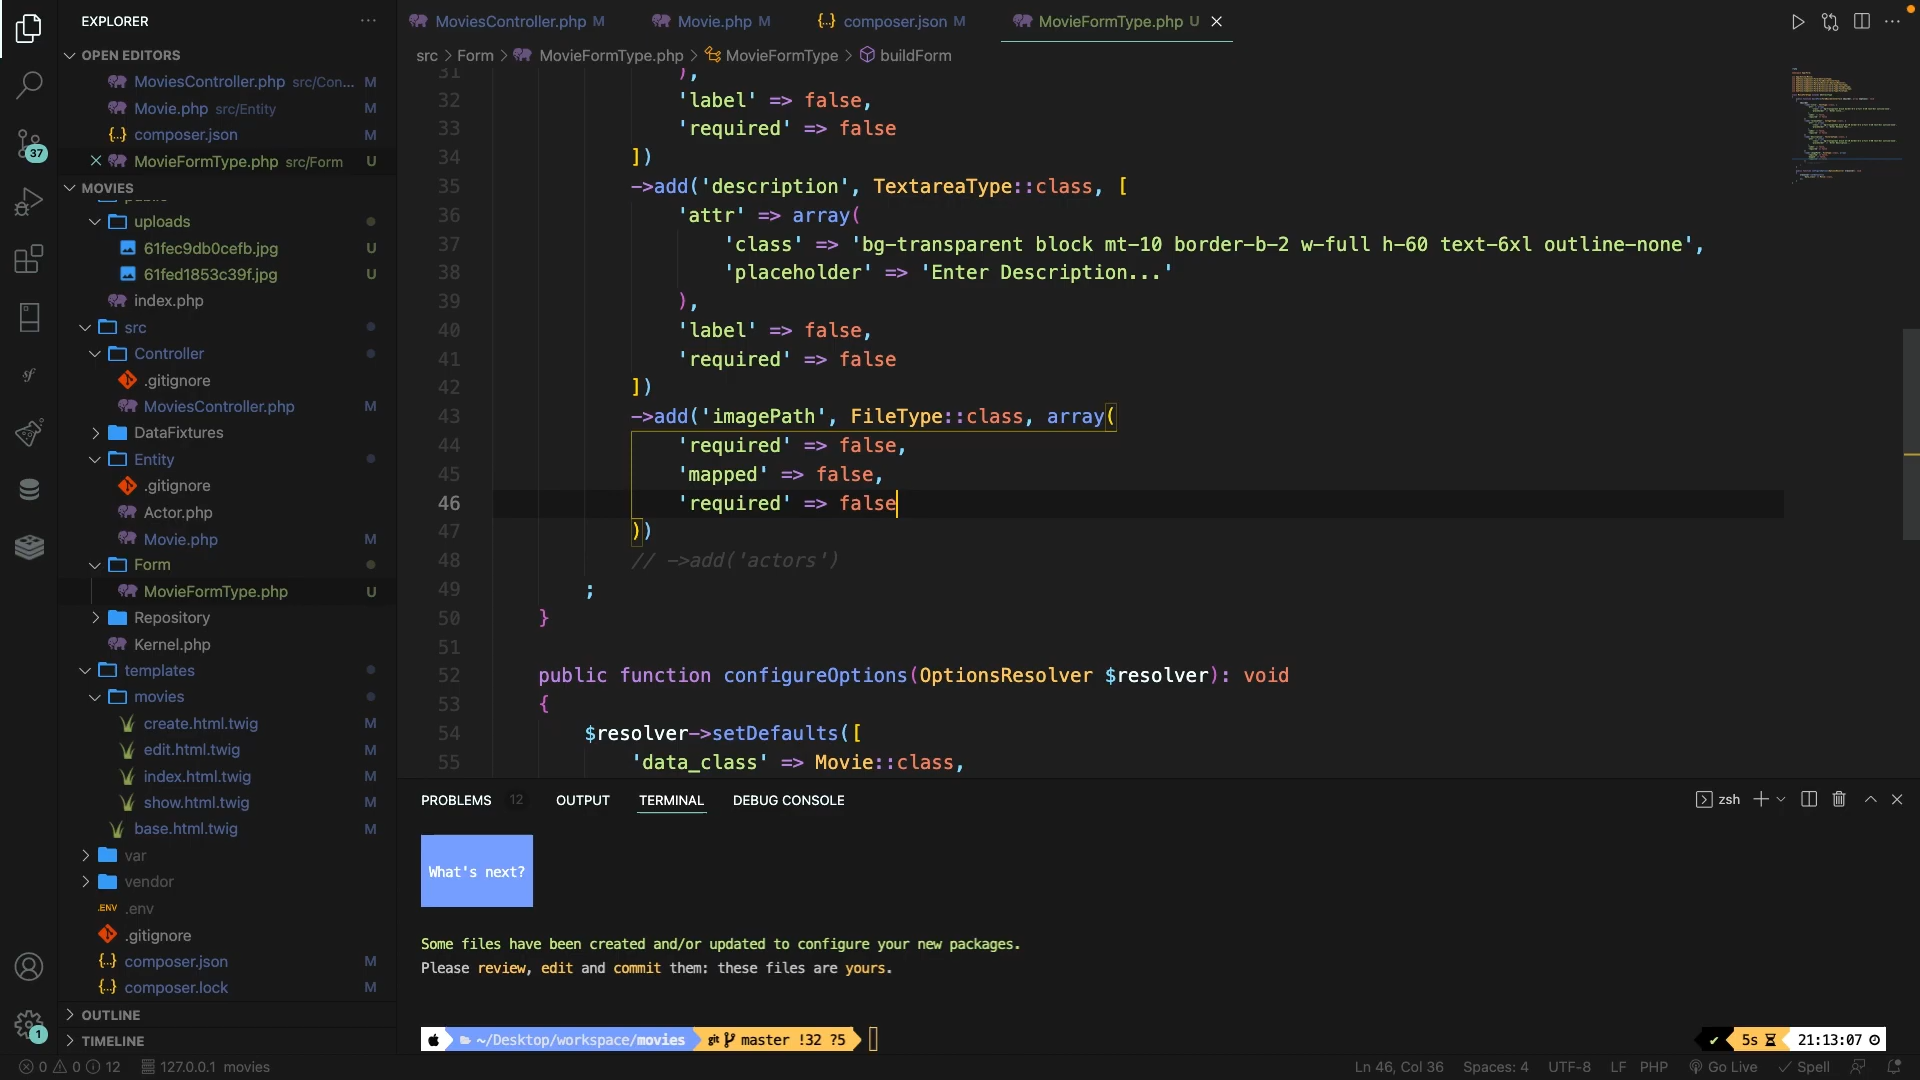 EXPLORER
OPEN EDITORS
MoviesController.php src/Con... M
Movie.php src/Entity M
composer.json M
MovieFormType.php src/Form U
MOVIES
public
uploads
61fec9db0cefb.jpg U
61fed1853c39f.jpg U
index.php
src
Controller
.gitignore
MoviesController.php M
DataFixtures
Entity
.gitignore
Actor.php
Movie.php M
Form
MovieFormType.php U
Repository
Kernel.php
templates
movies
create.html.twig M
edit.html.twig M
index.html.twig M
show.html.twig M
base.html.twig M
var
vendor
.ENV .env
.gitignore
composer.json M
composer.lock M
OUTLINE
TIMELINE
37
sf
1
MoviesController.php M Movie.php M composer.json M MovieFormType.php U
src > Form > MovieFormType.php > MovieFormType > buildForm
31 ),
32 'label' => false,
33 'required' => false
34 ])
35 ->add('description', TextareaType::class, [
36 'attr' => array(
37 'class' => 'bg-transparent block mt-10 border-b-2 w-full h-60 text-6xl outline-none',
38 'placeholder' => 'Enter Description...'
39 ),
40 'label' => false,
41 'required' => false
42 ])
43 ->add('imagePath', FileType::class, array(
44 'required' => false,
45 'mapped' => false,
46 'required' => false
47 ))
48 // ->add('actors')
49 ;
50 }
51
52 public function configureOptions(OptionsResolver $resolver): void
53 {
54 $resolver->setDefaults([
55 'data_class' => Movie::class,
PROBLEMS 12 OUTPUT TERMINAL DEBUG CONSOLE zsh
What's next?
Some files have been created and/or updated to configure your new packages.
Please review, edit and commit them: these files are yours.
~/Desktop/workspace/movies git master !32 ?5 5s 21:13:07
0 0 12 127.0.0.1 movies Ln 46, Col 36 Spaces: 4 UTF-8 LF PHP Go Live Spell